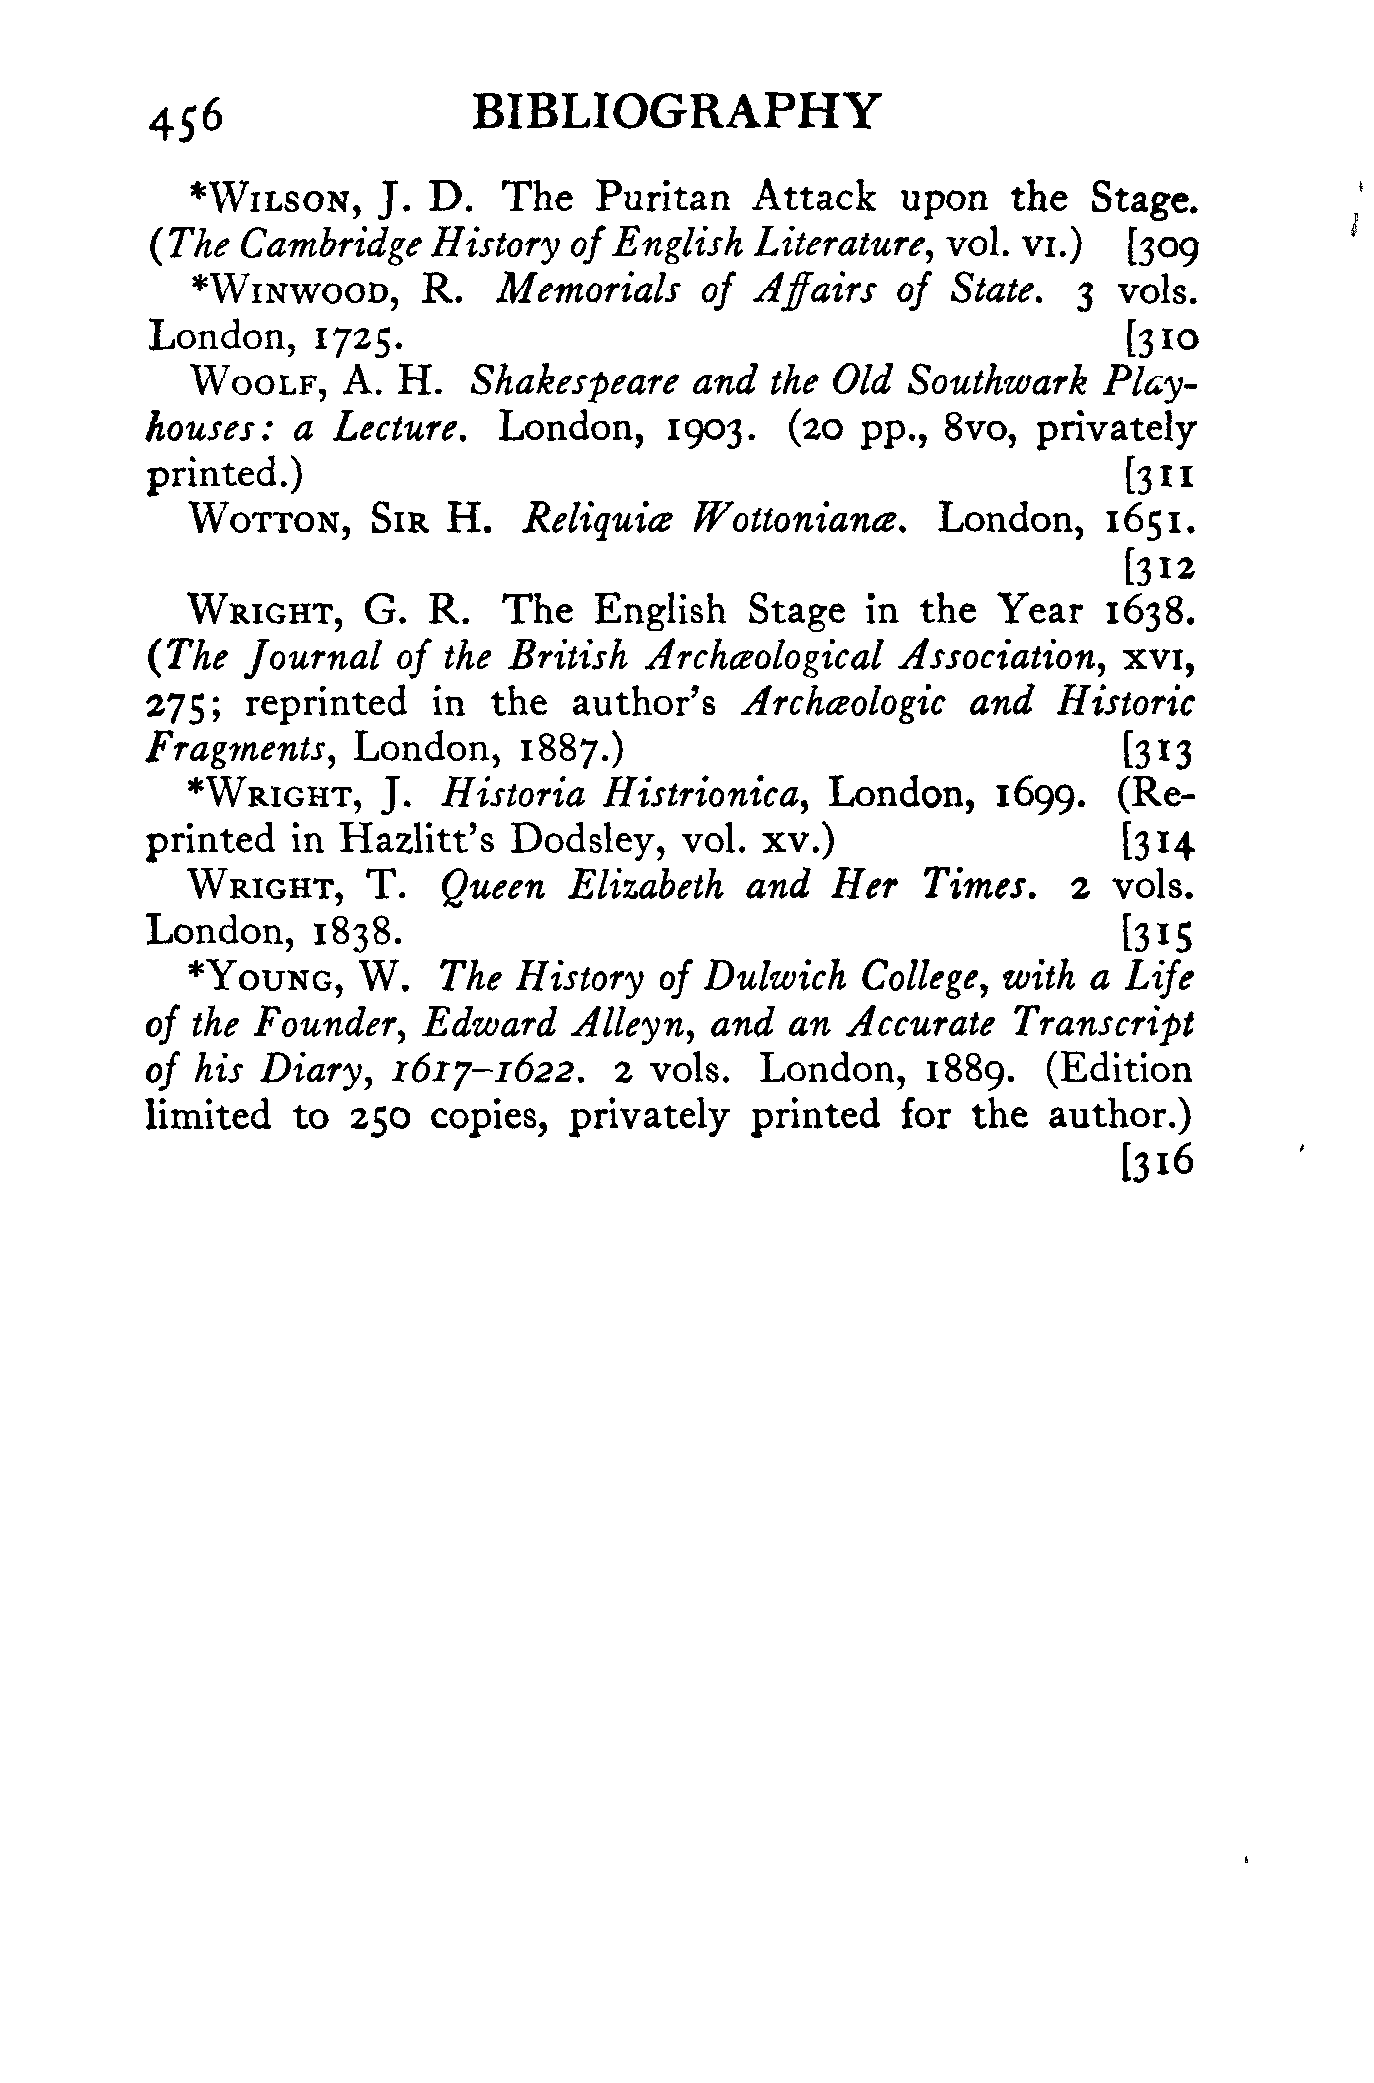 456 BIBLIOGRAPHY
*WILSON, J. D. The Puritan Attack upon the Stage.
(The Cambridge History of English Literature, vol. VI.) [309
*WINWOOD, R. Memorials of Affairs of State. 3 vols.
London, 1725. [310
WOOLF, A. H. Shakespeare and the Old Southwark Play-
houses: a Lecture. London, 1903. (20 pp., 8vo, privately
printed.) [311
WOTTON, SIR H. Reliquiæ Wottonianæ. London, 1651.
[312
WRIGHT, G. R. The English Stage in the Year 1638.
(The Journal of the British Archæological Association, XVI,
275; reprinted in the author's Archæologic and Historic
Fragments, London, 1887.) [313
*WRIGHT, J. Historia Histrionica, London, 1699. (Re-
printed in Hazlitt's Dodsley, vol. XV.) [314
WRIGHT, T. Queen Elizabeth and Her Times. 2 vols.
London, 1838. [315
*YOUNG, W. The History of Dulwich College, with a Life
of the Founder, Edward Alleyn, and an Accurate Transcript
of his Diary, 1617–1622. 2 vols. London, 1889. (Edition
limited to 250 copies, privately printed for the author.)
[316